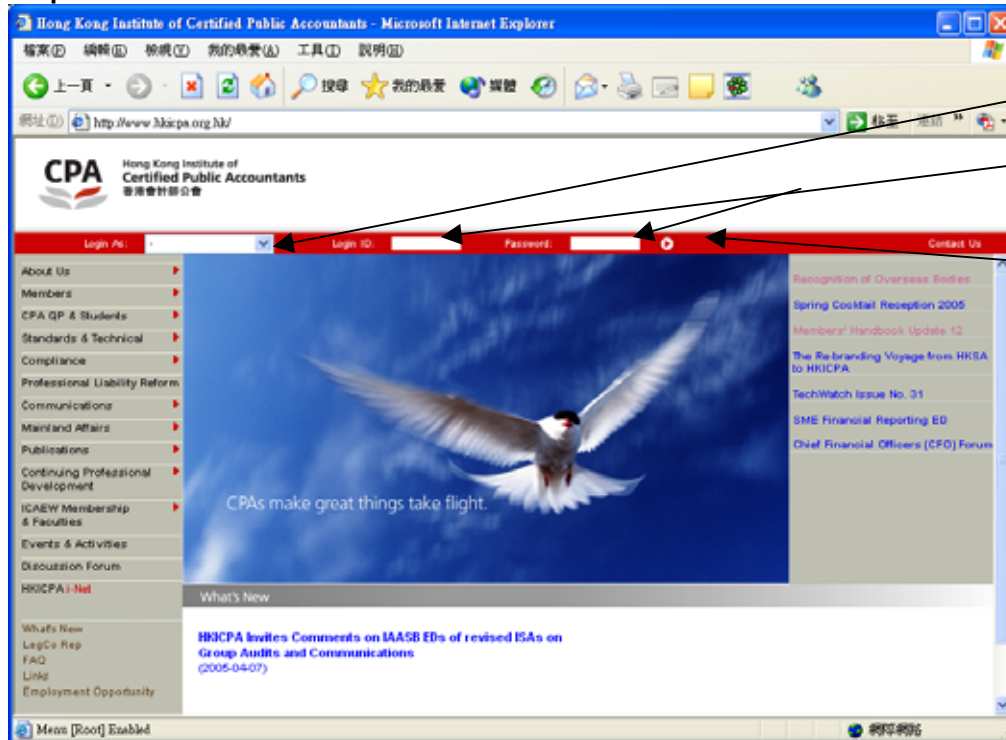 Hong Kong Institute of Certified Public Accountants - Microsoft Internet Explorer
檔案(F) 編輯(E) 檢視(V) 我的最愛(A) 工具(T) 說明(H)
上一頁 搜尋 我的最愛 媒體
網址(D) http://www.hkicpa.org.hk/ 移至 連結 »
CPA
Hong Kong Institute of
Certified Public Accountants
香港會計師公會
Login As: - Login ID: Password: Contact Us
About Us
Members
CPA QP & Students
Standards & Technical
Compliance
Professional Liability Reform
Communications
Mainland Affairs
Publications
Continuing Professional
Development
ICAEW Membership
& Faculties
Events & Activities
Discussion Forum
HKICPA i-Net
What's New
LegCo Rep
FAQ
Links
Employment Opportunity
CPAs make great things take flight.
Recognition of Overseas Bodies
Spring Cocktail Reception 2005
Members' Handbook Update 12
The Re-branding Voyage from HKSA
to HKICPA
TechWatch Issue No. 31
SME Financial Reporting ED
Chief Financial Officers (CFO) Forum
What's New
HKICPA Invites Comments on IAASB EDs of revised ISAs on
Group Audits and Communications
(2005-04-07)
Menu [Root] Enabled 網際網路